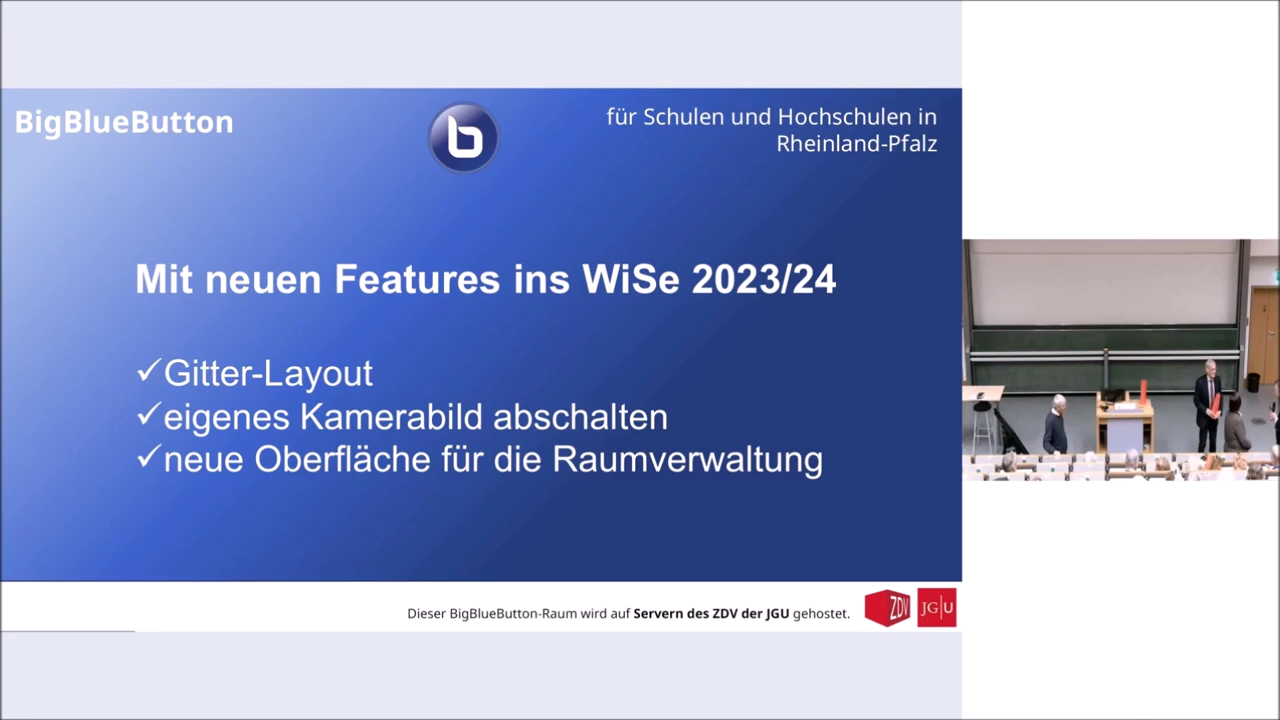 BigBlueButton
für Schulen und Hochschulen in
Rheinland-Pfalz
Mit neuen Features ins WiSe 2023/24
✓Gitter-Layout
✓eigenes Kamerabild abschalten
✓neue Oberfläche für die Raumverwaltung
Dieser BigBlueButton-Raum wird auf Servern des ZDV der JGU gehostet.
ZDV
JG|U